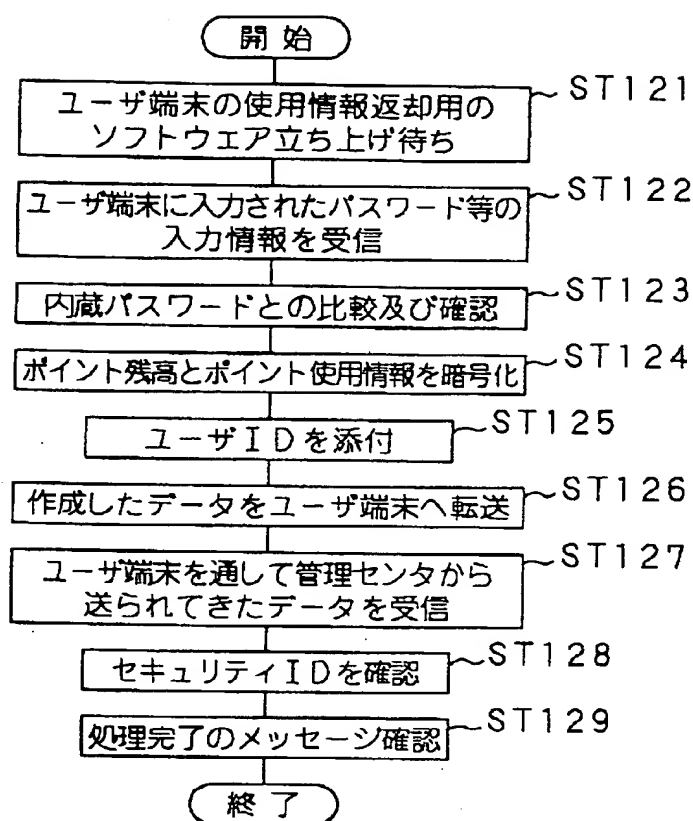 開始
ユーザ端末の使用情報返却用の
ソフトウェア立ち上げ待ち
ST121
ユーザ端末に入力されたパスワード等の
入力情報を受信
ST122
内蔵パスワードとの比較及び確認
ST123
ポイント残高とポイント使用情報を暗号化
ST124
ユーザIDを添付
ST125
作成したデータをユーザ端末へ転送
ST126
ユーザ端末を通して管理センタから
送られてきたデータを受信
ST127
セキュリティIDを確認
ST128
処理完了のメッセージ確認
ST129
終了